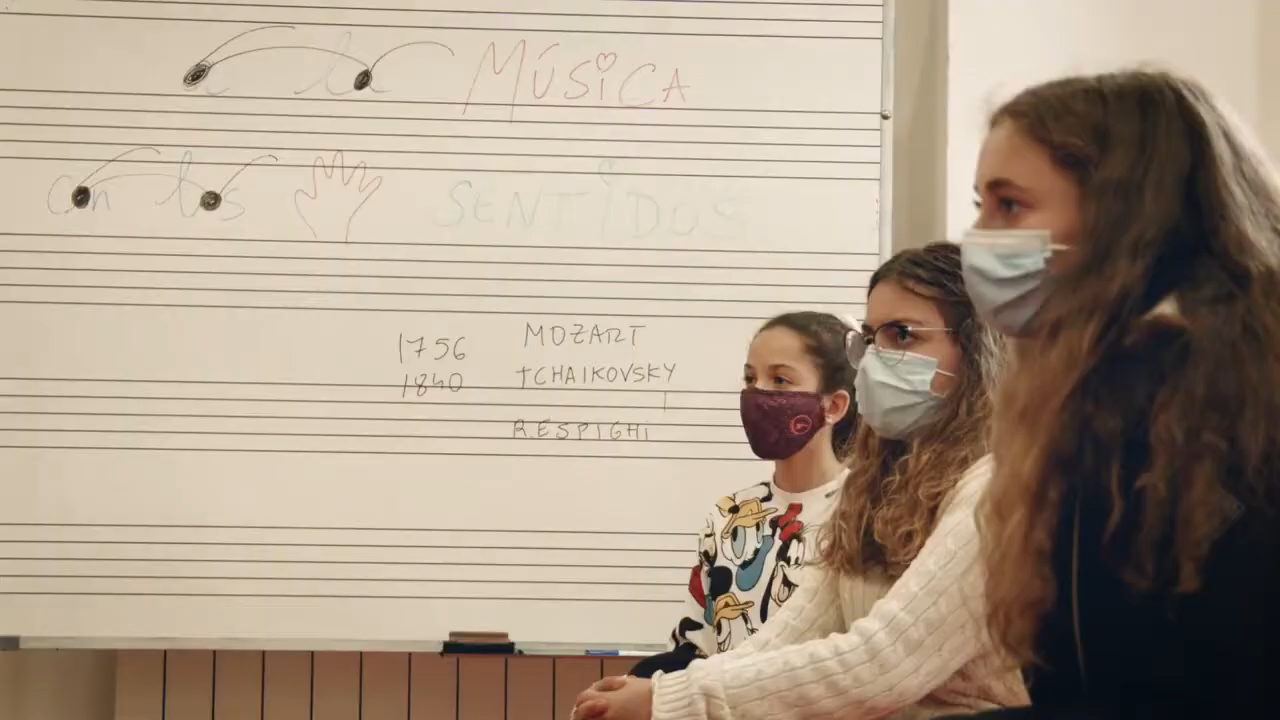 a la MÚSICA
con los SENTIDOS
1756 MOZART
1840 TCHAIKOVSKY
RESPIGHI